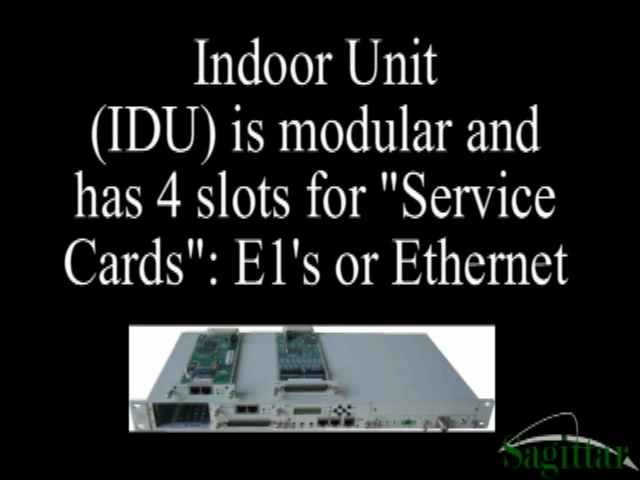 Indoor Unit
(IDU) is modular and
has 4 slots for "Service
Cards": E1's or Ethernet
Sagittar